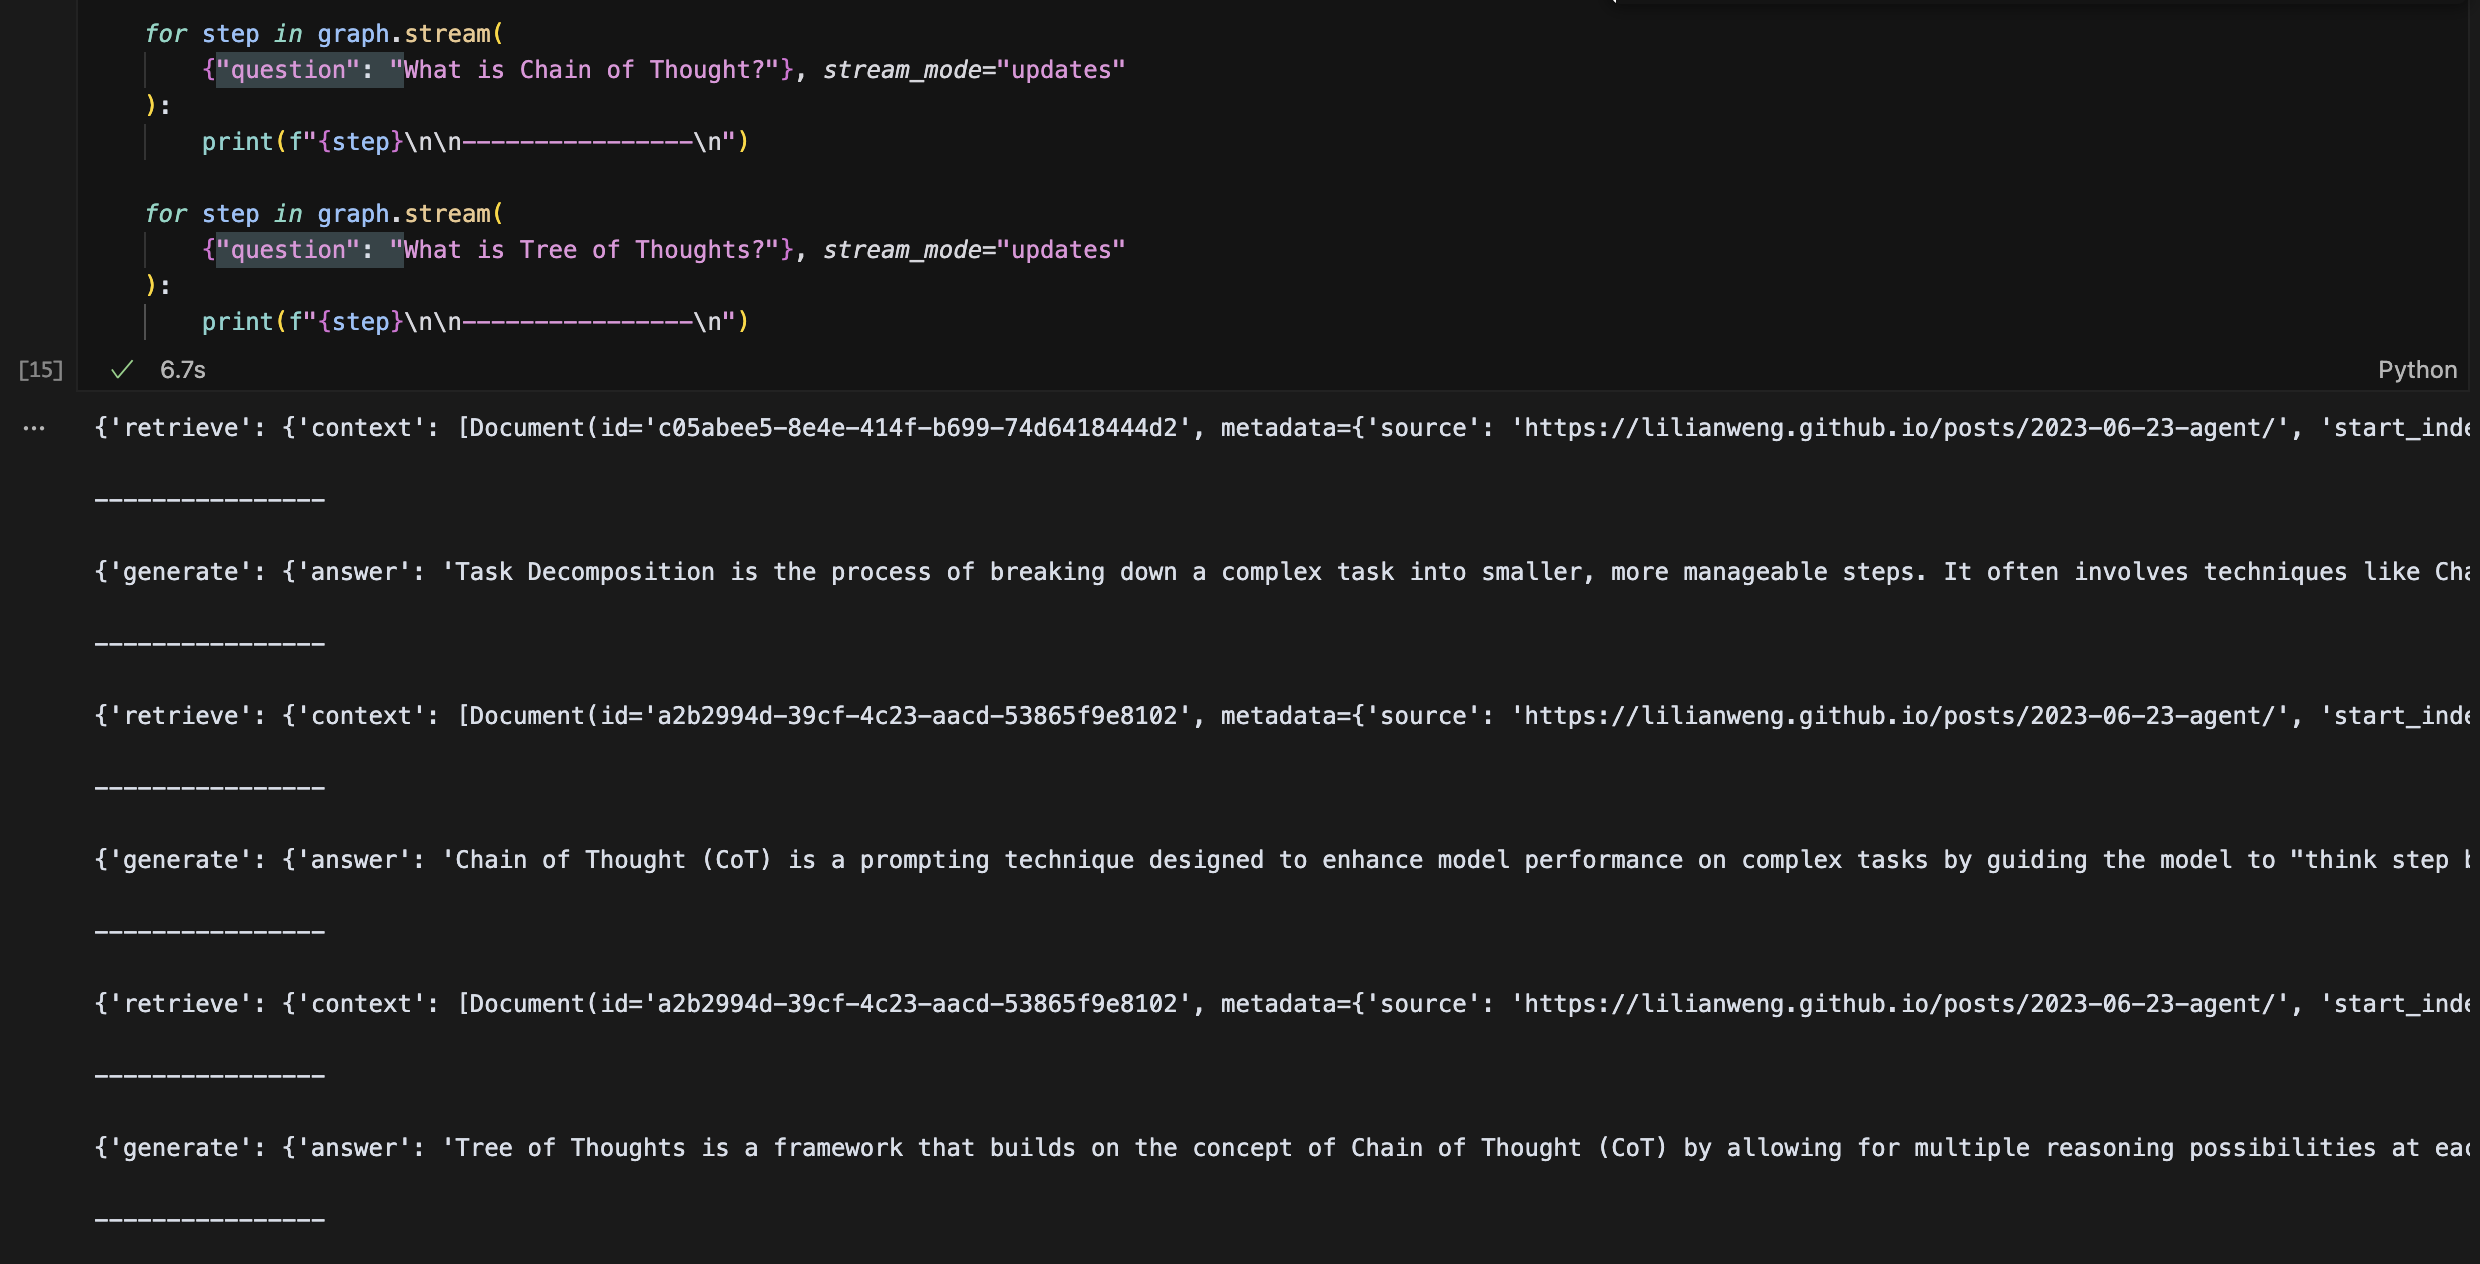 for step in graph.stream(
    {"question": "What is Chain of Thought?"}, stream_mode="updates"
):
    print(f"{step}\n\n----------------\n")

for step in graph.stream(
    {"question": "What is Tree of Thoughts?"}, stream_mode="updates"
):
    print(f"{step}\n\n----------------\n")
[15] ✓ 6.7s Python
... {'retrieve': {'context': [Document(id='c05abee5-8e4e-414f-b699-74d6418444d2', metadata={'source': 'https://lilianweng.github.io/posts/2023-06-23-agent/', 'start_inde
----------------
{'generate': {'answer': 'Task Decomposition is the process of breaking down a complex task into smaller, more manageable steps. It often involves techniques like Cha
----------------
{'retrieve': {'context': [Document(id='a2b2994d-39cf-4c23-aacd-53865f9e8102', metadata={'source': 'https://lilianweng.github.io/posts/2023-06-23-agent/', 'start_inde
----------------
{'generate': {'answer': 'Chain of Thought (CoT) is a prompting technique designed to enhance model performance on complex tasks by guiding the model to "think step b
----------------
{'retrieve': {'context': [Document(id='a2b2994d-39cf-4c23-aacd-53865f9e8102', metadata={'source': 'https://lilianweng.github.io/posts/2023-06-23-agent/', 'start_inde
----------------
{'generate': {'answer': 'Tree of Thoughts is a framework that builds on the concept of Chain of Thought (CoT) by allowing for multiple reasoning possibilities at eac
----------------